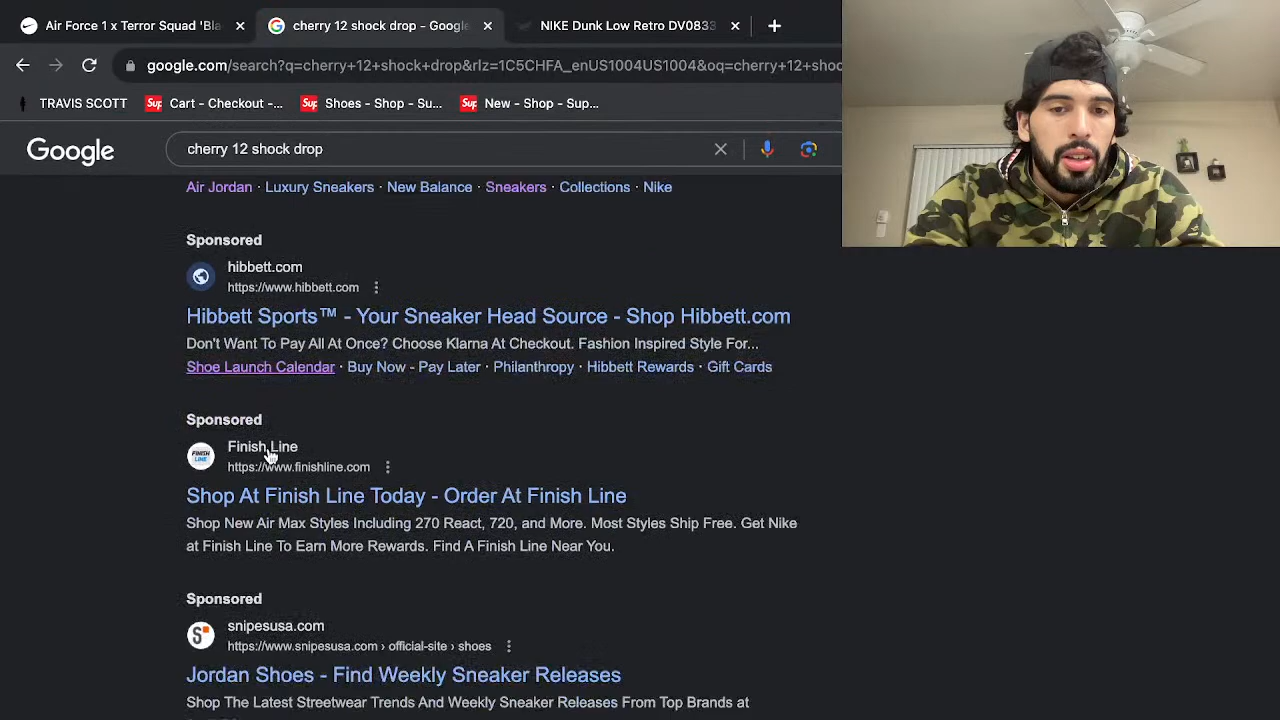 Air Force 1 x Terror Squad 'Bla
cherry 12 shock drop - Google
NIKE Dunk Low Retro DV0833
google.com/search?q=cherry+12+shock+drop&rlz=1C5CHFA_enUS1004US1004&oq=cherry+12+shoc
TRAVIS SCOTT
Sup Cart - Checkout -...
Sup Shoes - Shop - Su...
Sup New - Shop - Sup...
Google
cherry 12 shock drop
Air Jordan · Luxury Sneakers · New Balance · Sneakers · Collections · Nike
Sponsored
hibbett.com
https://www.hibbett.com
Hibbett Sports™ - Your Sneaker Head Source - Shop Hibbett.com
Don't Want To Pay All At Once? Choose Klarna At Checkout. Fashion Inspired Style For...
Shoe Launch Calendar · Buy Now - Pay Later · Philanthropy · Hibbett Rewards · Gift Cards
Sponsored
FINISH LINE
Finish Line
https://www.finishline.com
Shop At Finish Line Today - Order At Finish Line
Shop New Air Max Styles Including 270 React, 720, and More. Most Styles Ship Free. Get Nike
at Finish Line To Earn More Rewards. Find A Finish Line Near You.
Sponsored
S
snipesusa.com
https://www.snipesusa.com › official-site › shoes
Jordan Shoes - Find Weekly Sneaker Releases
Shop The Latest Streetwear Trends And Weekly Sneaker Releases From Top Brands at